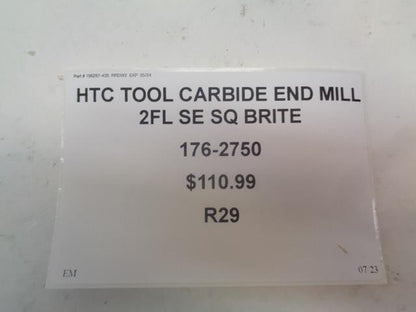 HTC TOOL CARBIDE END MILL
2FL SE SQ BRITE
176-2750
$110.99
R29
EM 07/23